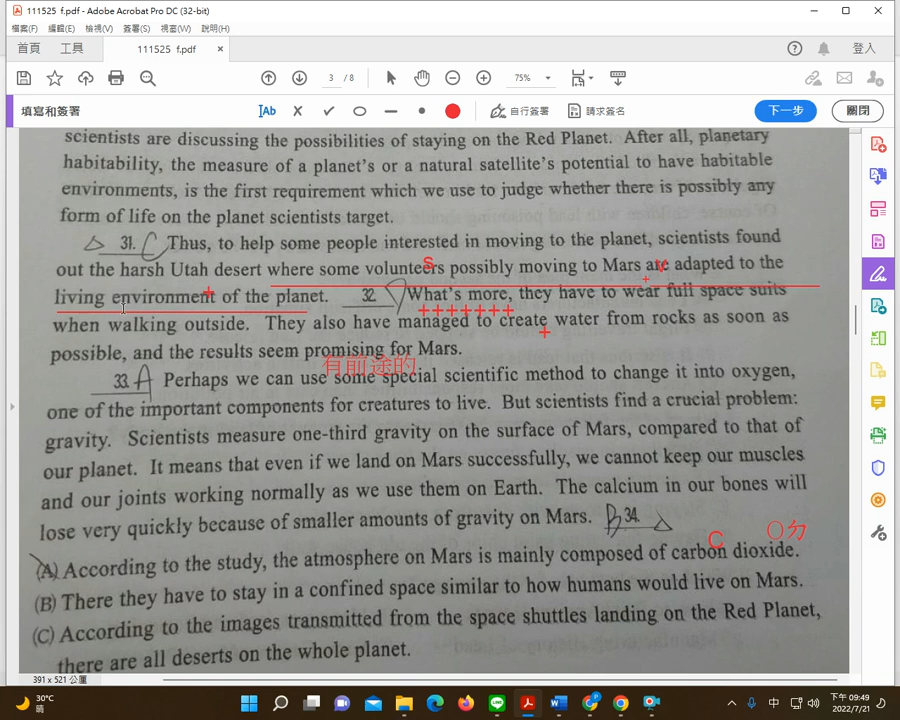 111525 f.pdf - Adobe Acrobat Pro DC (32-bit)
檔案(F) 編輯(E) 檢視(V) 簽署(S) 視窗(W) 說明(H)
首頁 工具 111525 f.pdf × 登入
3 / 8 75%
填寫和簽署 Ab 自行簽署 請求簽名 下一步 關閉
scientists are discussing the possibilities of staying on the Red Planet. After all, planetary
habitability, the measure of a planet's or a natural satellite's potential to have habitable
environments, is the first requirement which we use to judge whether there is possibly any
form of life on the planet scientists target.
31. C Thus, to help some people interested in moving to the planet, scientists found
out the harsh Utah desert where some volunteers possibly moving to Mars are adapted to the
S V
living environment of the planet. 32. What's more, they have to wear full space suits
when walking outside. They also have managed to create water from rocks as soon as
possible, and the results seem promising for Mars.
有前途的
33. A Perhaps we can use some special scientific method to change it into oxygen,
one of the important components for creatures to live. But scientists find a crucial problem:
gravity. Scientists measure one-third gravity on the surface of Mars, compared to that of
our planet. It means that even if we land on Mars successfully, we cannot keep our muscles
and our joints working normally as we use them on Earth. The calcium in our bones will
lose very quickly because of smaller amounts of gravity on Mars. B 34.
C
(A) According to the study, the atmosphere on Mars is mainly composed of carbon dioxide.
(B) There they have to stay in a confined space similar to how humans would live on Mars.
(C) According to the images transmitted from the space shuttles landing on the Red Planet,
there are all deserts on the whole planet.
391 x 521 公厘
30°C
晴
中
下午 09:49
2022/7/21